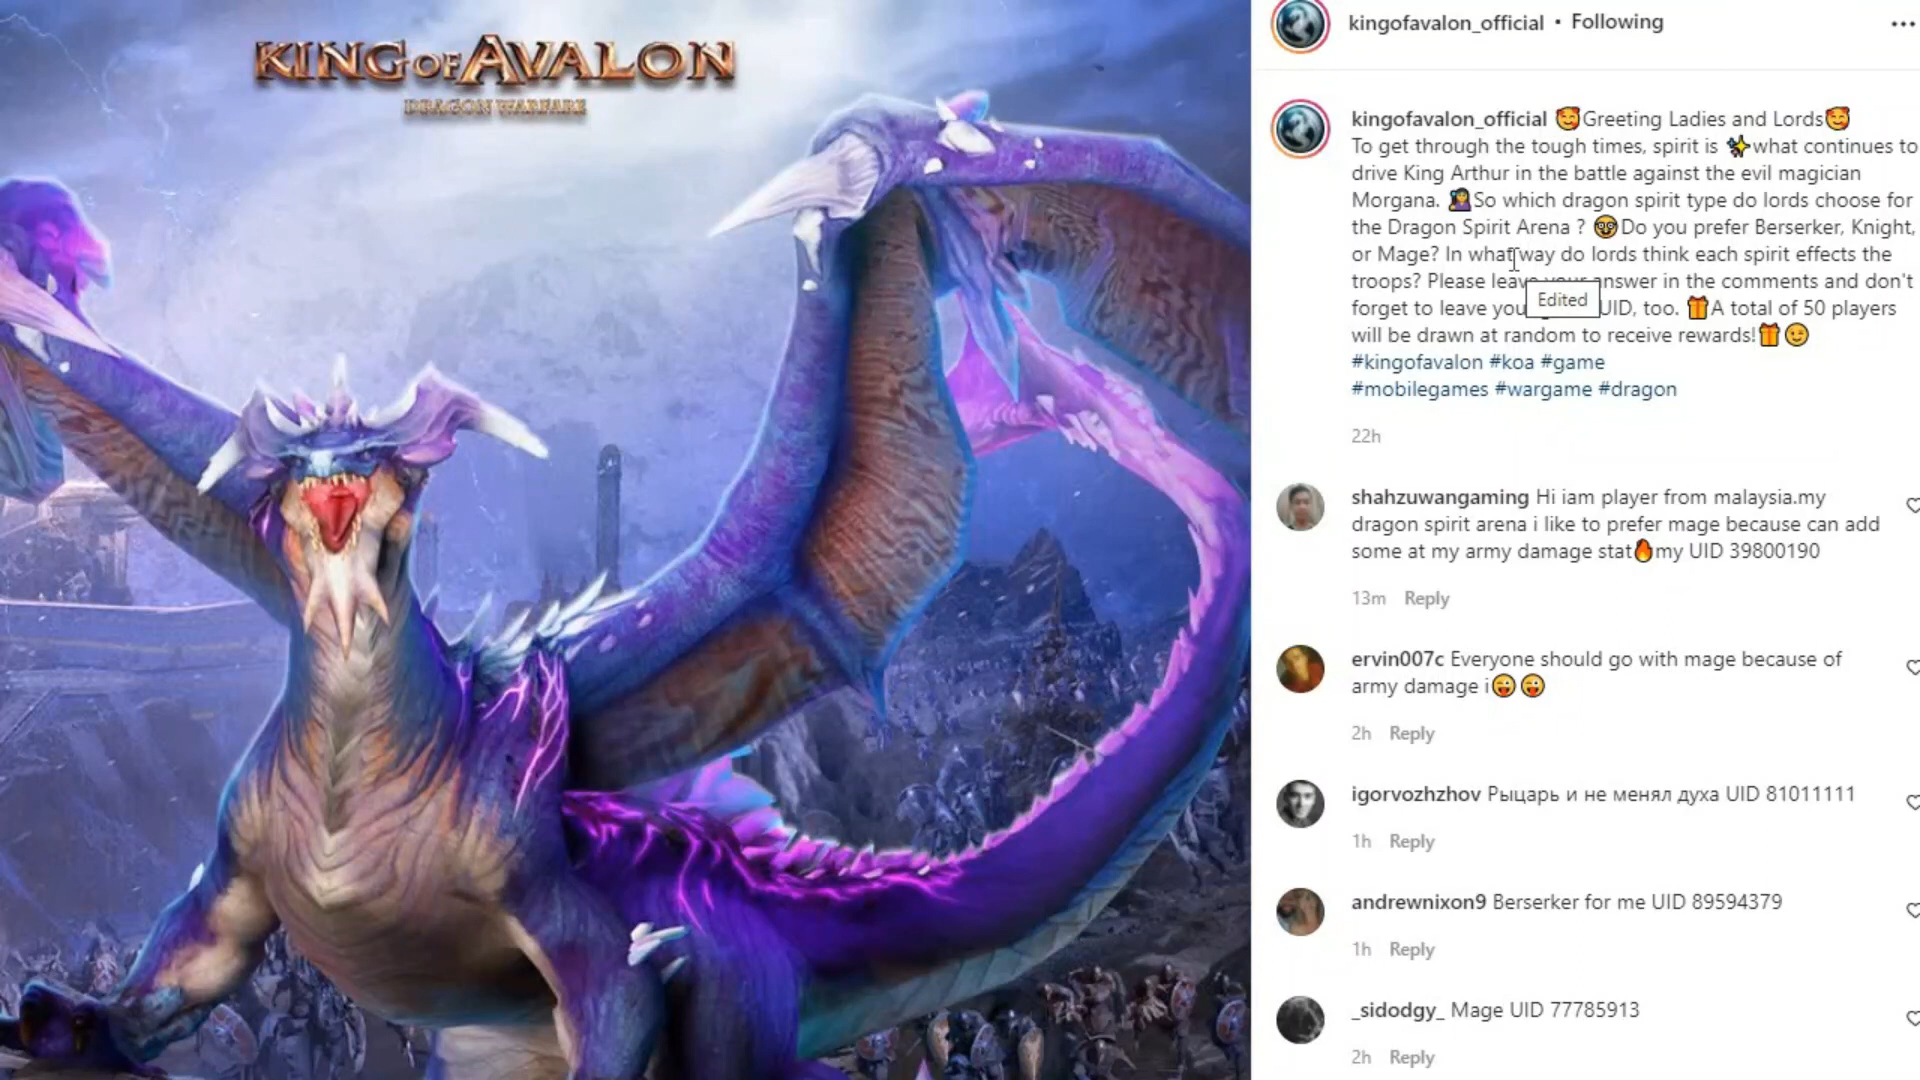 KING OF AVALON
DRAGON WARFARE
kingofavalon_official • Following
kingofavalon_official 🥰Greeting Ladies and Lords🥰
To get through the tough times, spirit is ✨what continues to
drive King Arthur in the battle against the evil magician
Morgana. 🧝‍♀️So which dragon spirit type do lords choose for
the Dragon Spirit Arena ? 🤓Do you prefer Berserker, Knight,
or Mage? In what way do lords think each spirit effects the
troops? Please leave your answer in the comments and don't
forget to leave you UID, too. 🎁A total of 50 players
Edited
will be drawn at random to receive rewards!🎁😉
#kingofavalon #koa #game
#mobilegames #wargame #dragon
22h
shahzuwangaming Hi iam player from malaysia.my
dragon spirit arena i like to prefer mage because can add
some at my army damage stat🔥my UID 39800190
13m Reply
ervin007c Everyone should go with mage because of
army damage i😜😜
2h Reply
igorvozhzhov Рыцарь и не менял духа UID 81011111
1h Reply
andrewnixon9 Berserker for me UID 89594379
1h Reply
_sidodgy_ Mage UID 77785913
2h Reply